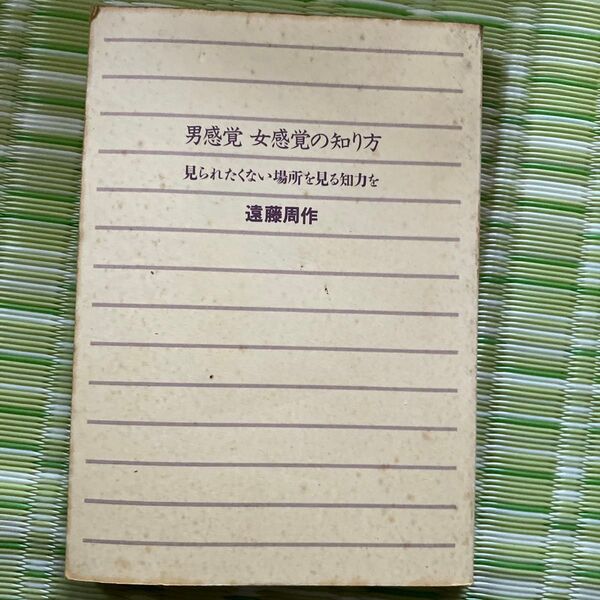 男感覚 女感覚の知り方
見られたくない場所を見る知力を
遠藤周作